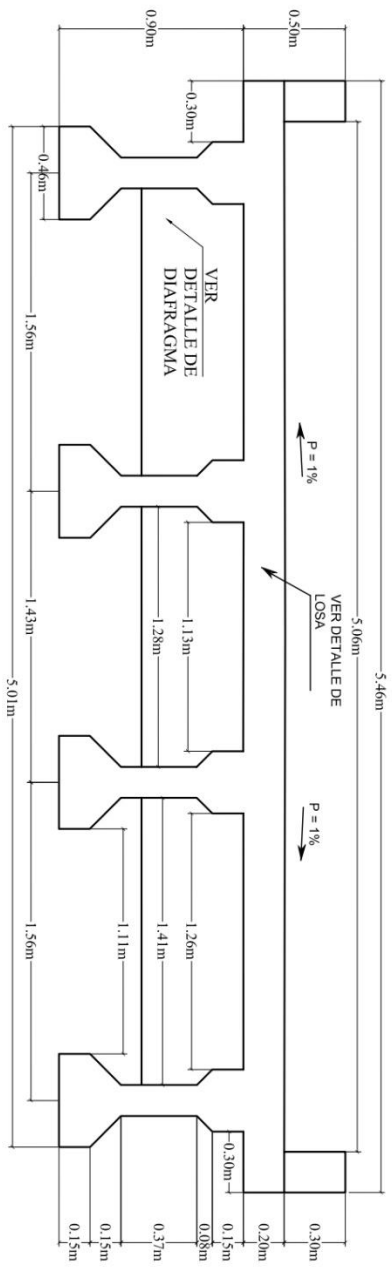 5.46m
5.06m
0.50m
0.90m
0.30m
0.46m
VER
DETALLE DE
DIAFRAGMA
P = 1%
VER DETALLE DE
LOSA
P = 1%
1.13m
1.28m
1.26m
1.41m
1.11m
0.30m
0.30m
0.20m
0.15m
0.08m
0.37m
0.15m
0.15m
1.56m
1.43m
1.56m
5.01m